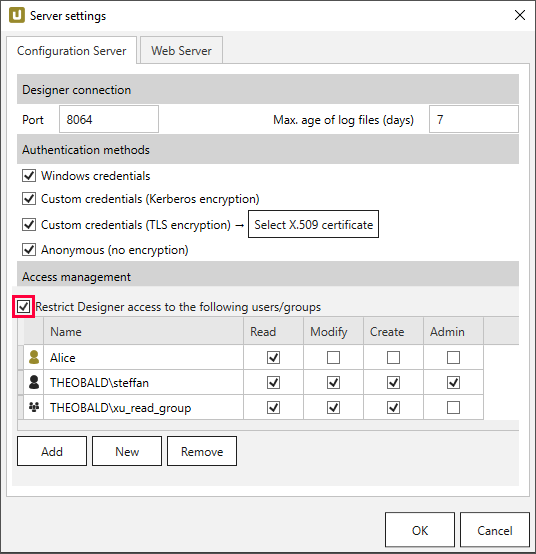 Server settings
Configuration Server Web Server
Designer connection
Port 8064 Max. age of log files (days) 7
Authentication methods
Windows credentials
Custom credentials (Kerberos encryption)
Custom credentials (TLS encryption) → Select X.509 certificate
Anonymous (no encryption)
Access management
Restrict Designer access to the following users/groups
Name Read Modify Create Admin
Alice
THEOBALD\steffan
THEOBALD\xu_read_group
Add New Remove
OK Cancel